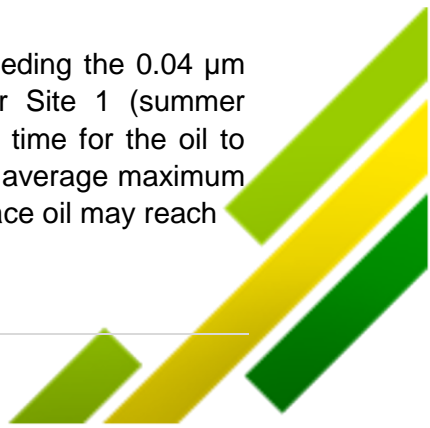 eding the 0.04 μm
r Site 1 (summer
time for the oil to
average maximum
ace oil may reach